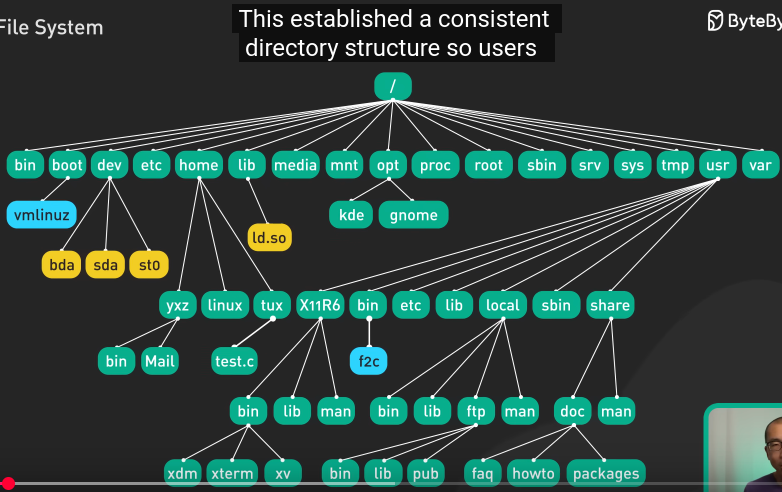 This established a consistent
directory structure so users
File System
ByteBy
/
bin boot dev etc home lib media mnt opt proc root sbin srv sys tmp usr var
vmlinuz kde gnome
ld.so
bda sda st0
yxz linux tux X11R6 bin etc lib local sbin share
bin Mail test.c f2c
bin lib man bin lib ftp man doc man
xdm xterm xv bin lib pub faq howto packages